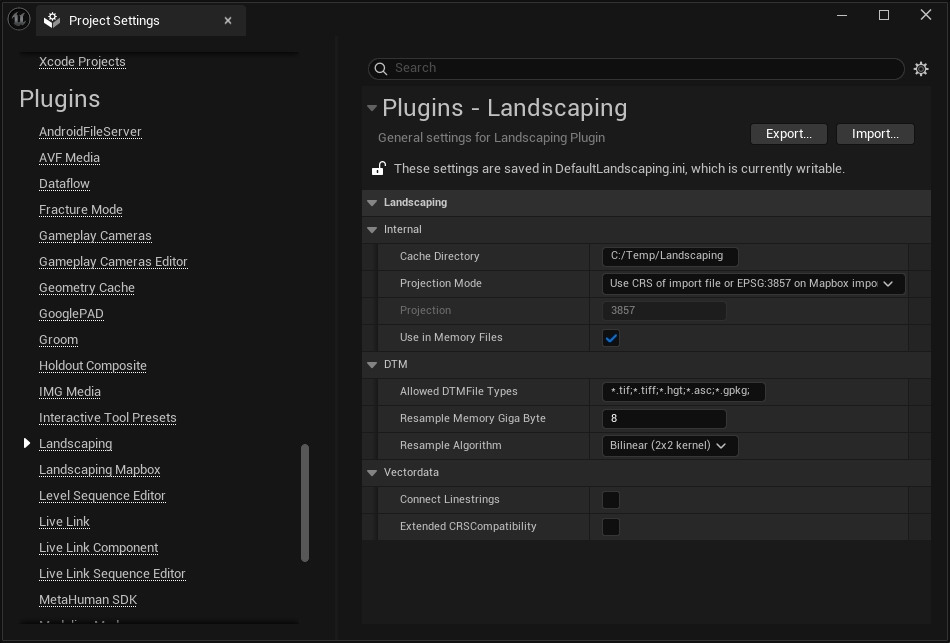 Project Settings
Xcode Projects
Plugins
AndroidFileServer
AVF Media
Dataflow
Fracture Mode
Gameplay Cameras
Gameplay Cameras Editor
Geometry Cache
GooglePAD
Groom
Holdout Composite
IMG Media
Interactive Tool Presets
Landscaping
Landscaping Mapbox
Level Sequence Editor
Live Link
Live Link Component
Live Link Sequence Editor
MetaHuman SDK
Search
Plugins - Landscaping
General settings for Landscaping Plugin
Export...
Import...
These settings are saved in DefaultLandscaping.ini, which is currently writable.
Landscaping
Internal
Cache Directory C:/Temp/Landscaping
Projection Mode Use CRS of import file or EPSG:3857 on Mapbox impo
Projection 3857
Use in Memory Files
DTM
Allowed DTMFile Types *.tif;*.tiff;*.hgt;*.asc;*.gpkg;
Resample Memory Giga Byte 8
Resample Algorithm Bilinear (2x2 kernel)
Vectordata
Connect Linestrings
Extended CRSCompatibility